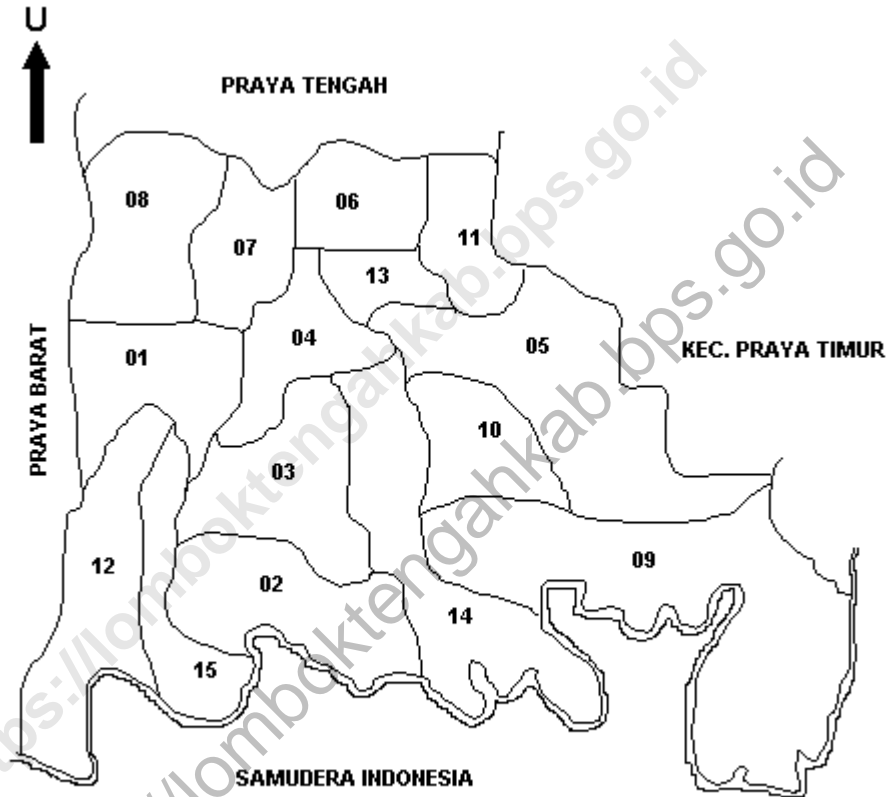 U
PRAYA TENGAH
08
06
07
11
13
04
05
01
PRAYA BARAT
KEC. PRAYA TIMUR
10
03
12
02
09
14
15
SAMUDERA INDONESIA
https://lomboktengahkab.bps.go.id
https://lomboktengahkab.bps.go.id